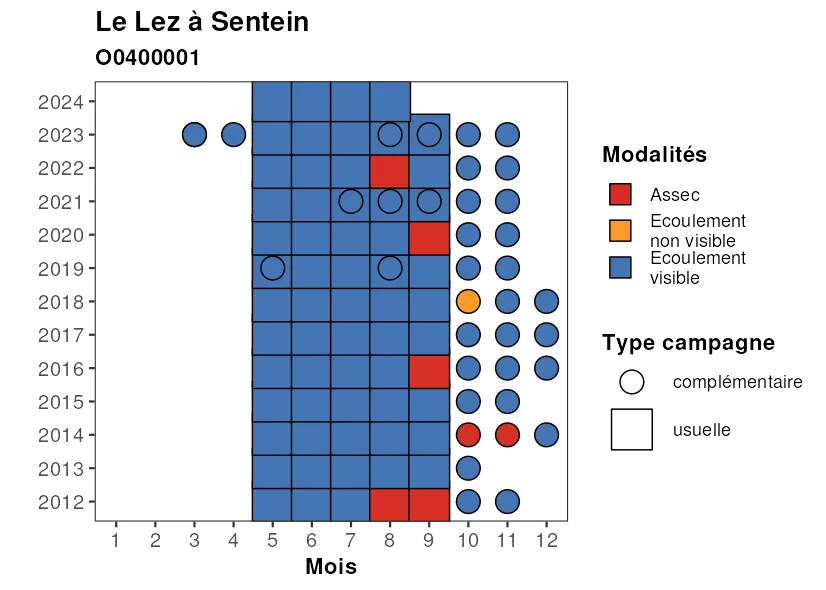 Le Lez à Sentein
O0400001
2024
2023
2022
2021
2020
2019
2018
2017
2016
2015
2014
2013
2012
1 2 3 4 5 6 7 8 9 10 11 12
Mois
Modalités
Assec
Ecoulement
non visible
Ecoulement
visible
Type campagne
complémentaire
usuelle